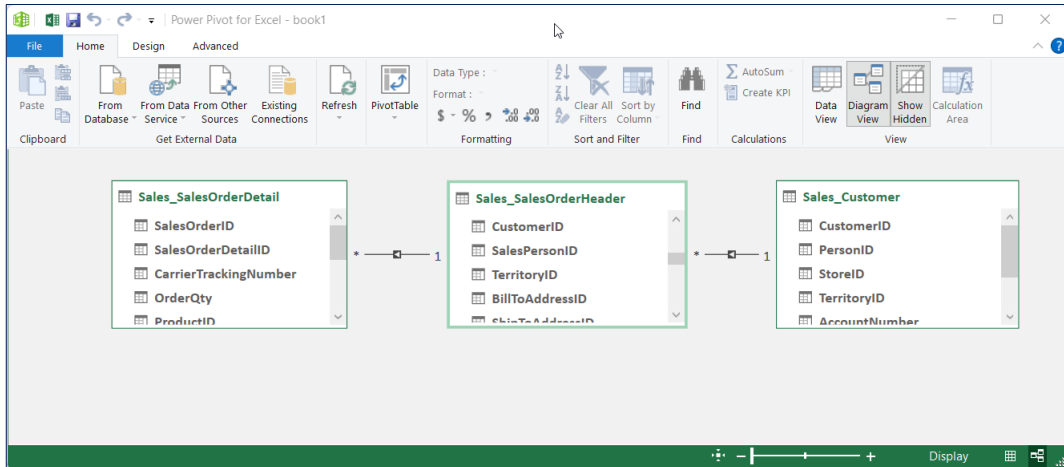 Power Pivot for Excel - book1
File Home Design Advanced
Paste
From Database
From Data Service
From Other Sources
Existing Connections
Refresh
PivotTable
Data Type :
Format :
$ % , .00 .00
Clear All Filters
Sort by Column
Find
AutoSum
Create KPI
Data View
Diagram View
Show Hidden
Calculation Area
Clipboard Get External Data Formatting Sort and Filter Find Calculations View
Sales_SalesOrderDetail
SalesOrderID
SalesOrderDetailID
CarrierTrackingNumber
OrderQty
ProductID
* 1
Sales_SalesOrderHeader
CustomerID
SalesPersonID
TerritoryID
BillToAddressID
ShipToAddressID
* 1
Sales_Customer
CustomerID
PersonID
StoreID
TerritoryID
AccountNumber
Display